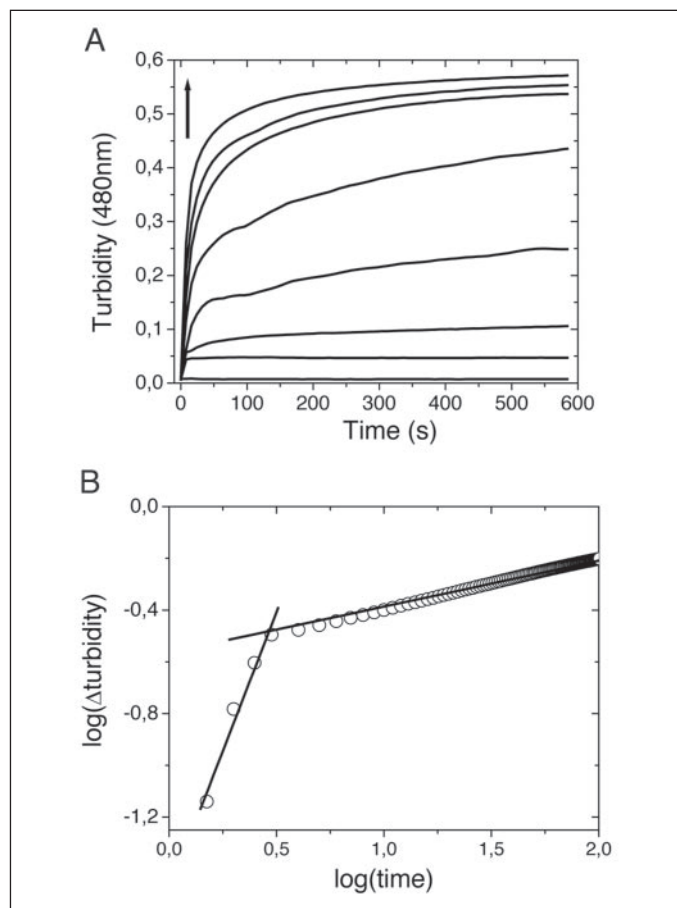 A
0,6
0,5
0,4
0,3
0,2
0,1
0,0
Turbidity (480nm)
0 100 200 300 400 500 600
Time (s)
B
0,0
-0,4
-0,8
-1,2
log(Δturbidity)
0,0 0,5 1,0 1,5 2,0
log(time)